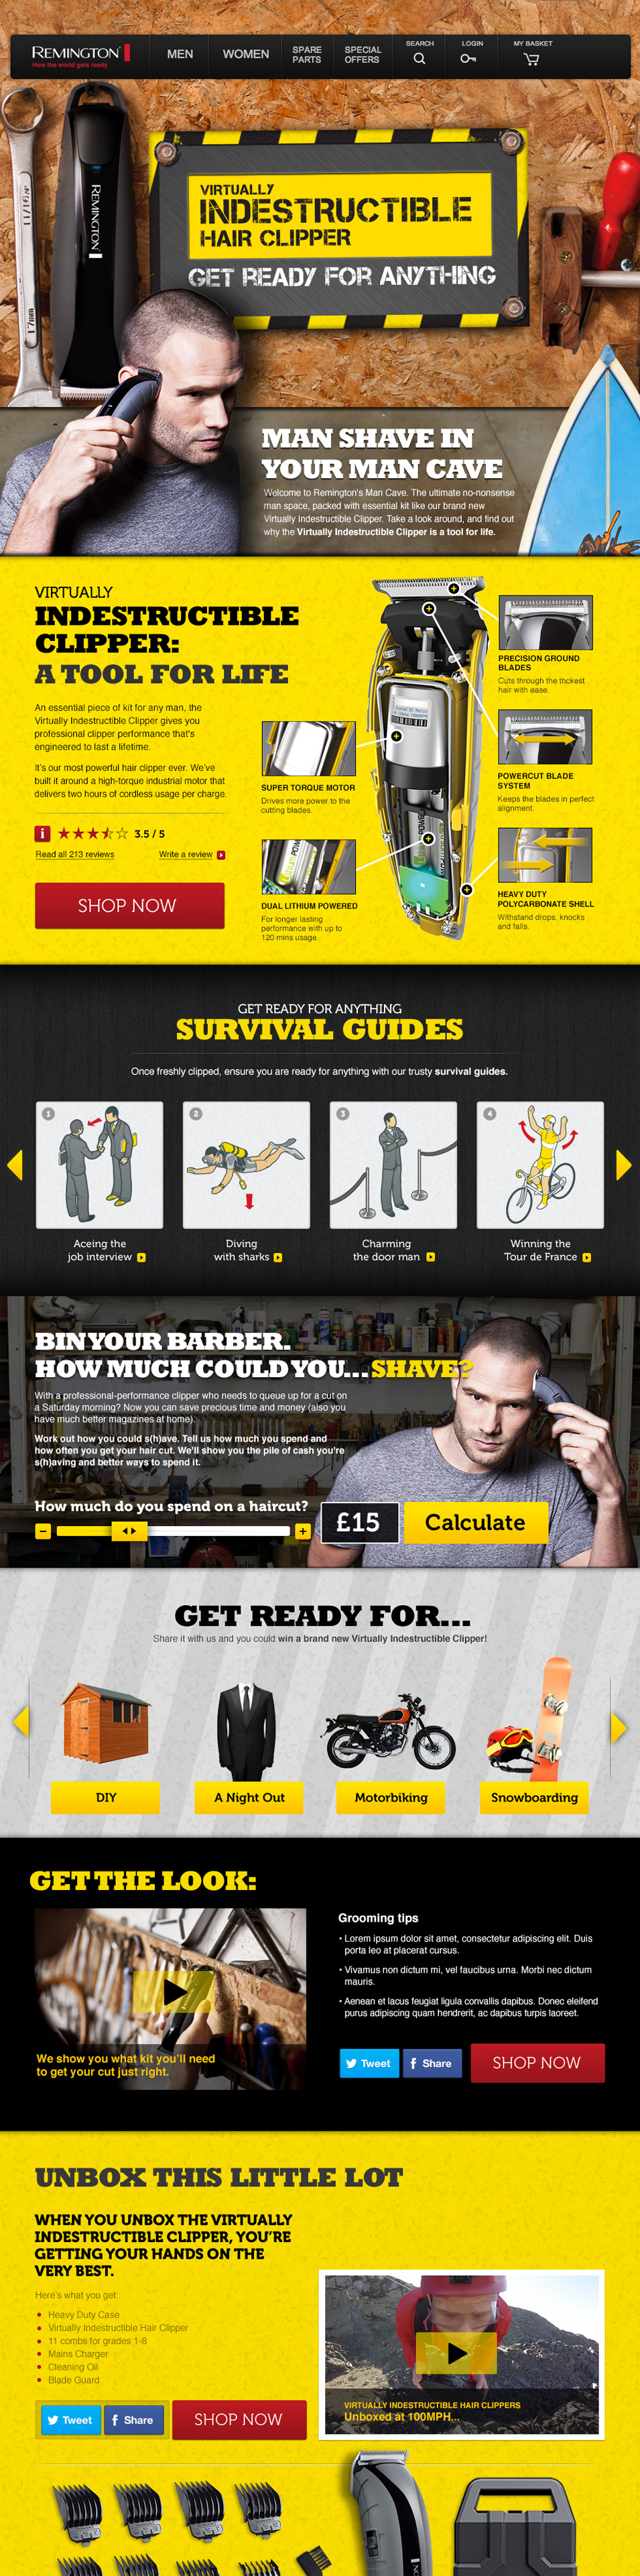 REMINGTON
How the world gets ready
MEN
WOMEN
SPARE
PARTS
SPECIAL
OFFERS
SEARCH
LOGIN
MY BASKET
11/16 AF
17mm
REMINGTON
VIRTUALLY
INDESTRUCTIBLE
HAIR CLIPPER
GET READY FOR ANYTHING
MAN SHAVE IN
YOUR MAN CAVE
Welcome to Remington's Man Cave. The ultimate no-nonsense
man space, packed with essential kit like our brand new
Virtually Indestructible Clipper. Take a look around, and find out
why the Virtually Indestructible Clipper is a tool for life.
VIRTUALLY
INDESTRUCTIBLE
CLIPPER:
A TOOL FOR LIFE
An essential piece of kit for any man, the
Virtually Indestructible Clipper gives you
professional clipper performance that's
engineered to last a lifetime.
It's our most powerful hair clipper ever. We've
built it around a high-torque industrial motor that
delivers two hours of cordless usage per charge.
i
3.5 / 5
Read all 213 reviews
Write a review
SHOP NOW
SUPER TORQUE MOTOR
Drives more power to the
cutting blades.
DUAL LITHIUM POWERED
For longer lasting
performance with up to
120 mins usage.
PRECISION GROUND
BLADES
Cuts through the thckest
hair with ease.
POWERCUT BLADE
SYSTEM
Keeps the blades in perfect
alignment.
HEAVY DUTY
POLYCARBONATE SHELL
Withstand drops, knocks
and falls.
GET READY FOR ANYTHING
SURVIVAL GUIDES
Once freshly clipped, ensure you are ready for anything with our trusty survival guides.
1
2
3
4
Aceing the
job interview
Diving
with sharks
Charming
the door man
Winning the
Tour de France
BIN YOUR BARBER.
HOW MUCH COULD YOU... SHAVE?
With a professional-performance clipper who needs to queue up for a cut on
a Saturday morning? Now you can save precious time and money (also you
have much better magazines at home).
Work out how you could s(h)ave. Tell us how much you spend and
how often you get your hair cut. We'll show you the pile of cash you're
s(h)aving and better ways to spend it.
How much do you spend on a haircut?
£15
Calculate
GET READY FOR...
Share it with us and you could win a brand new Virtually Indestructible Clipper!
DIY
A Night Out
Motorbiking
Snowboarding
GET THE LOOK:
We show you what kit you'll need
to get your cut just right.
Grooming tips
• Lorem ipsum dolor sit amet, consectetur adipiscing elit. Duis
porta leo at placerat cursus.
• Vivamus non dictum mi, vel faucibus urna. Morbi nec dictum
mauris.
• Aenean et lacus feugiat ligula convallis dapibus. Donec eleifend
purus adipiscing quam hendrerit, ac dapibus turpis laoreet.
Tweet
Share
SHOP NOW
UNBOX THIS LITTLE LOT
WHEN YOU UNBOX THE VIRTUALLY
INDESTRUCTIBLE CLIPPER, YOU'RE
GETTING YOUR HANDS ON THE
VERY BEST.
Here's what you get:
• Heavy Duty Case
• Virtually Indestructible Hair Clipper
• 11 combs for grades 1-8
• Mains Charger
• Cleaning Oil
• Blade Guard
Tweet
Share
SHOP NOW
VIRTUALLY INDESTRUCTIBLE HAIR CLIPPERS
Unboxed at 100MPH...